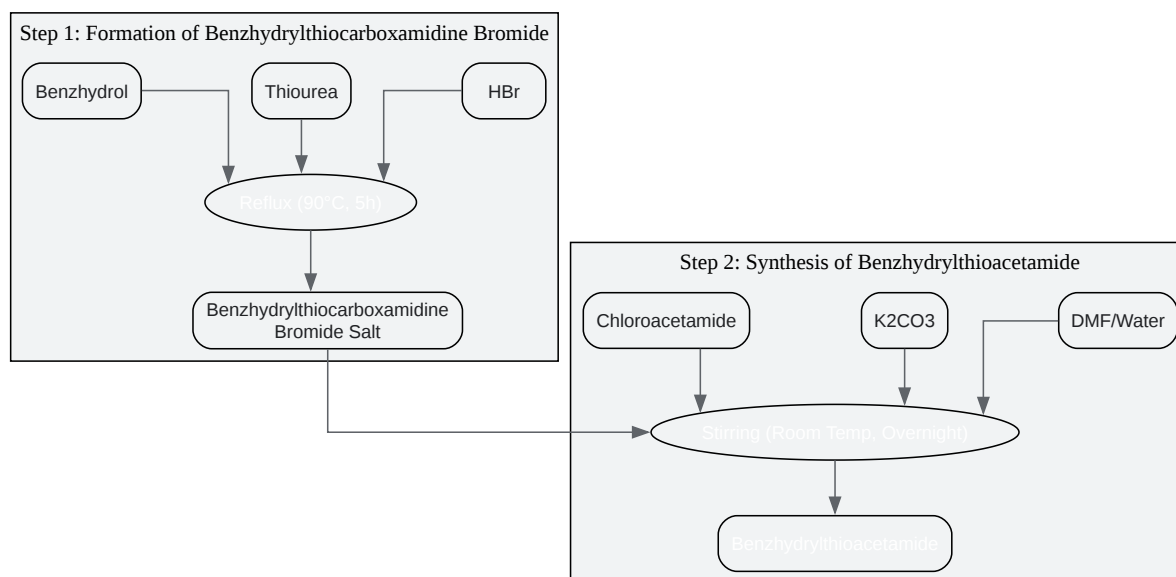 Step 1: Formation of Benzhydrylthiocarboxamidine Bromide
Benzhydrol
Thiourea
HBr
Reflux (90°C, 5h)
Benzhydrylthiocarboxamidine
Bromide Salt
Step 2: Synthesis of Benzhydrylthioacetamide
Chloroacetamide
K2CO3
DMF/Water
Stirring (Room Temp, Overnight)
Benzhydrylthioacetamide